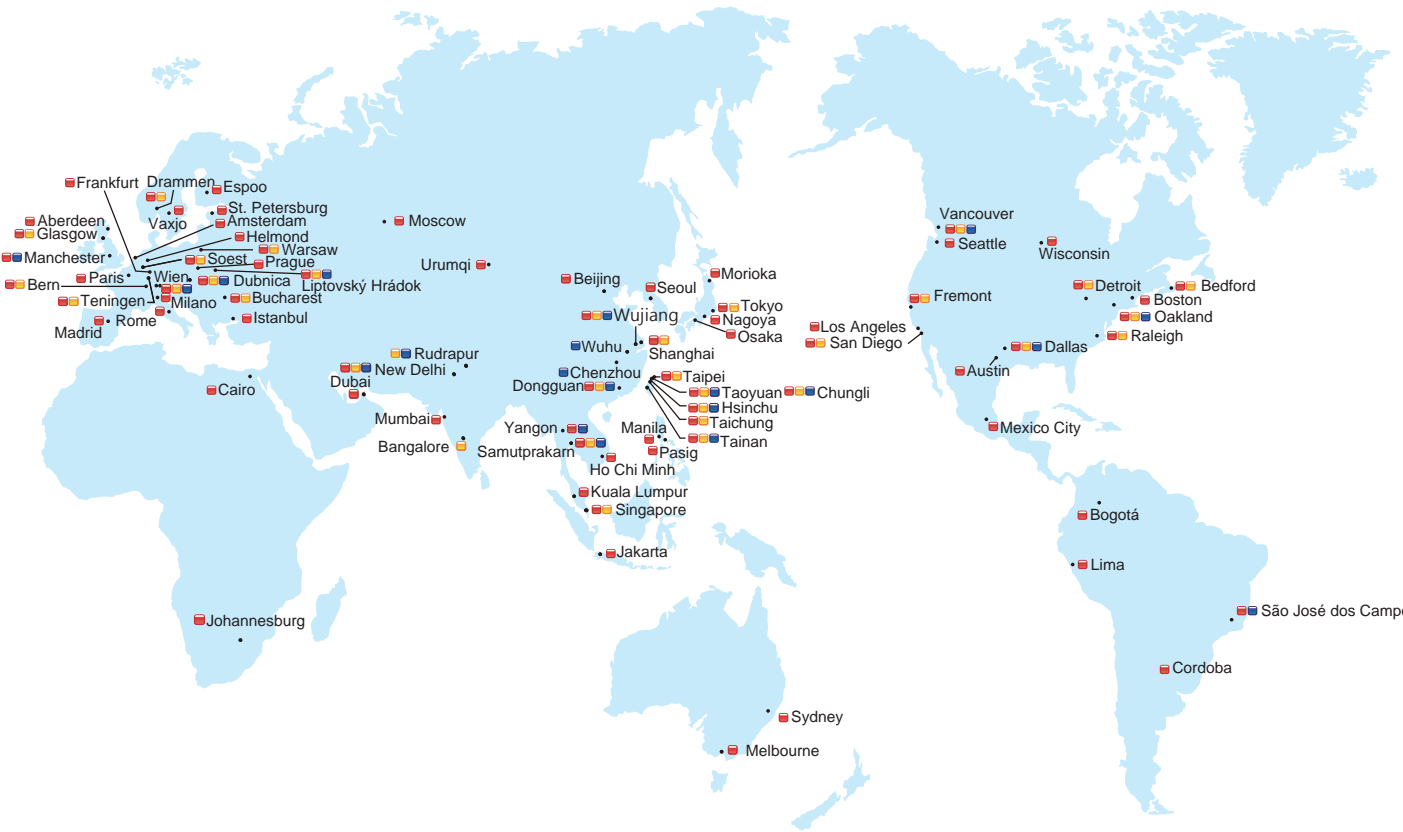 Frankfurt
Drammen
Espoo
Aberdeen
Glasgow
Vaxjo
St. Petersburg
Amsterdam
Moscow
Helmond
Manchester
Soest
Warsaw
Prague
Paris
Wien
Bern
Dubnica
Liptovský Hrádok
Teningen
Milano
Bucharest
Madrid
Rome
Istanbul
Urumqi
Beijing
Seoul
Morioka
Tokyo
Nagoya
Osaka
Wujiang
Wuhu
Shanghai
Rudrapur
New Delhi
Dubai
Cairo
Chenzhou
Dongguan
Taipei
Taoyuan
Chungli
Hsinchu
Taichung
Tainan
Mumbai
Bangalore
Yangon
Samutprakarn
Manila
Pasig
Ho Chi Minh
Kuala Lumpur
Singapore
Jakarta
Johannesburg
Sydney
Melbourne
Vancouver
Seattle
Wisconsin
Fremont
Detroit
Bedford
Boston
Oakland
Raleigh
Los Angeles
San Diego
Dallas
Austin
Mexico City
Bogotá
Lima
São José dos Campo
Cordoba